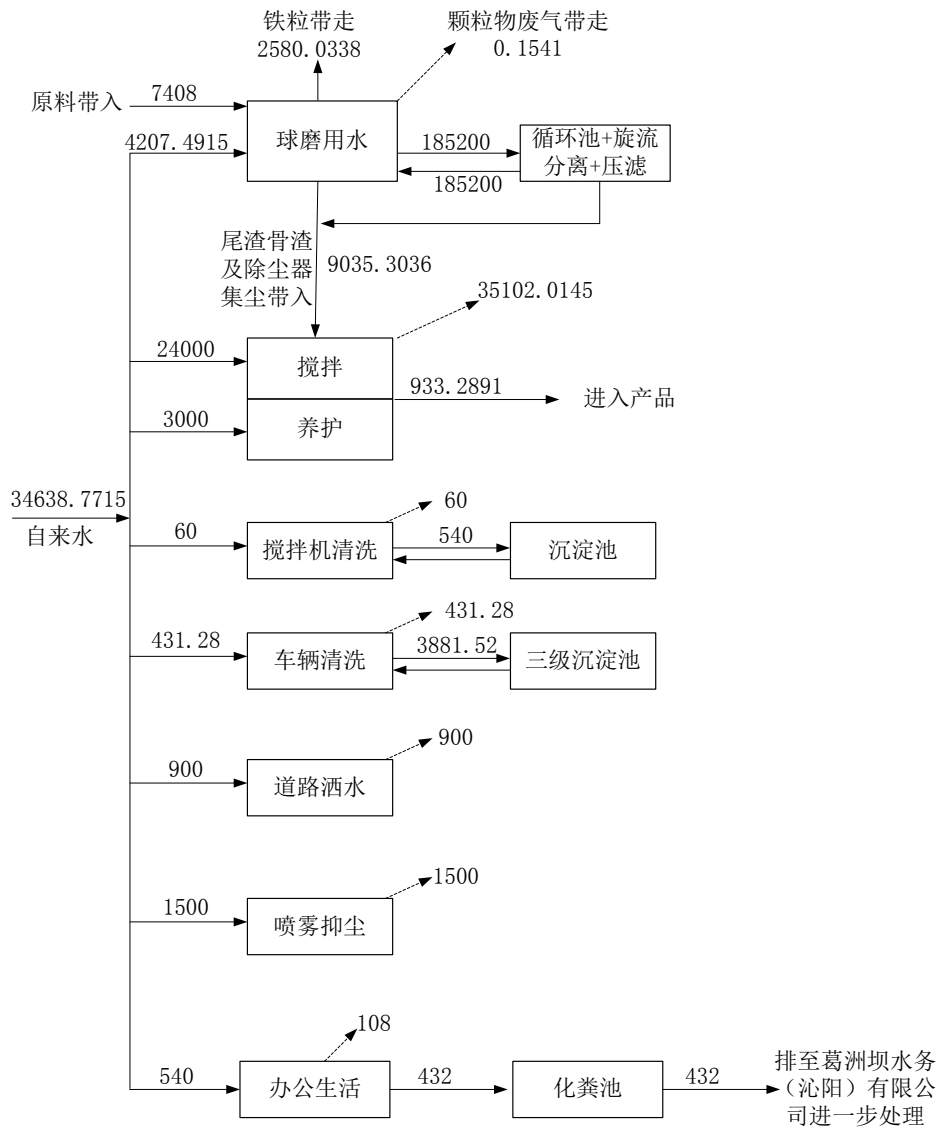 铁粒带走
2580.0338
颗粒物废气带走
0.1541
原料带入
7408
4207.4915
球磨用水
185200
185200
循环池+旋流
分离+压滤
尾渣骨渣
及除尘器
集尘带入
9035.3036
35102.0145
24000
搅拌
933.2891
进入产品
3000
养护
34638.7715
自来水
60
60
搅拌机清洗
540
沉淀池
431.28
431.28
车辆清洗
3881.52
三级沉淀池
900
900
道路洒水
1500
1500
喷雾抑尘
108
540
办公生活
432
化粪池
432
排至葛洲坝水务
（沁阳）有限公
司进一步处理